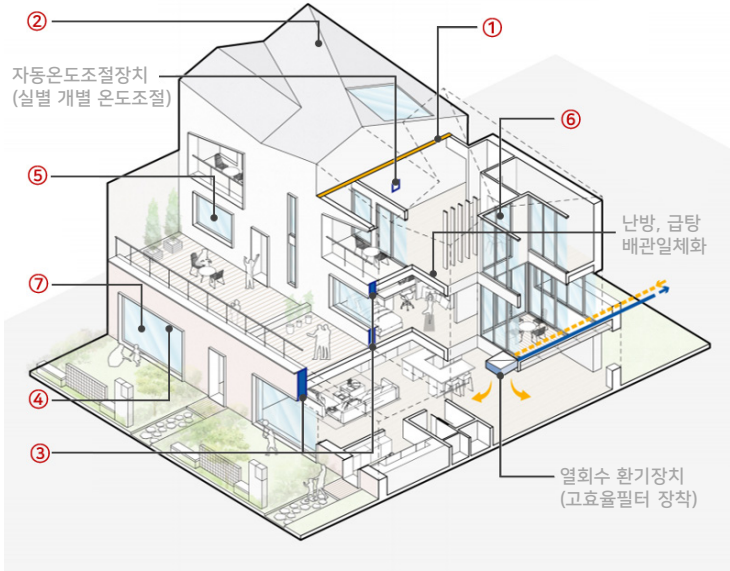 ②
①
자동온도조절장치
(실별 개별 온도조절)
⑥
⑤
난방, 급탕
배관일체화
⑦
④
③
열회수 환기장치
(고효율필터 장착)